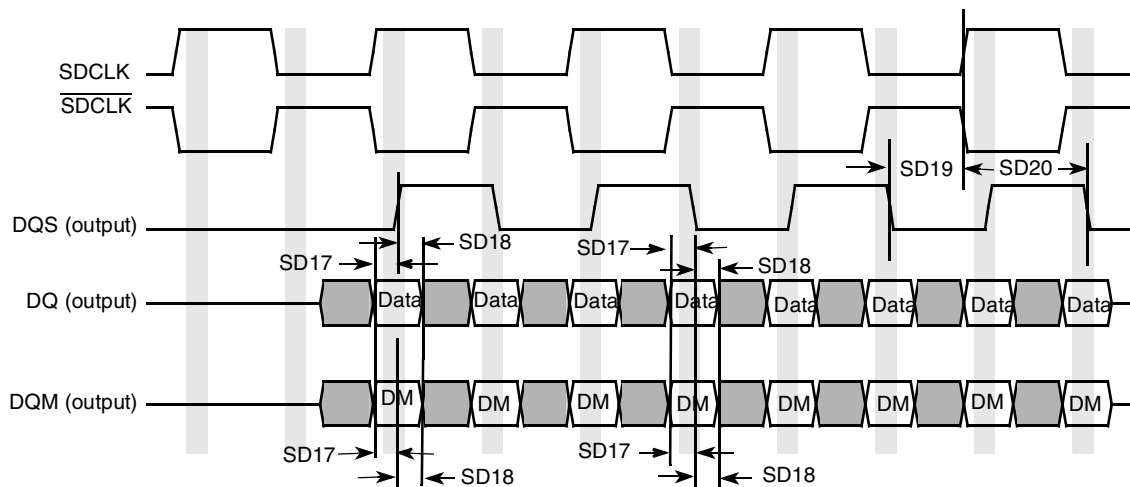 SDCLK
SDCLK
SD19 SD20
DQS (output)
SD18 SD17
SD17 SD18
DQ (output) Data Data Data Data Data Data Data Data
DQM (output) DM DM DM DM DM DM DM DM
SD17 SD17
SD18 SD18